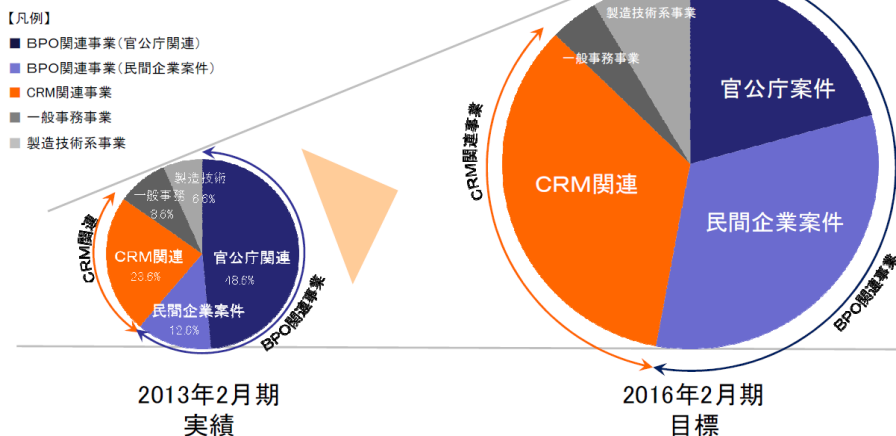 【凡例】
■ BPO関連事業(官公庁関連)
■ BPO関連事業(民間企業案件)
■ CRM関連事業
■ 一般事務事業
■ 製造技術系事業
製造技術
6.6%
一般事務
8.8%
CRM関連
23.6%
官公庁関連
48.6%
民間企業案件
CRM関連
BPO関連事業
2013年2月期
実績
製造技術系事業
一般事務事業
官公庁案件
CRM関連
民間企業案件
CRM関連事業
BPO関連事業
2016年2月期
目標